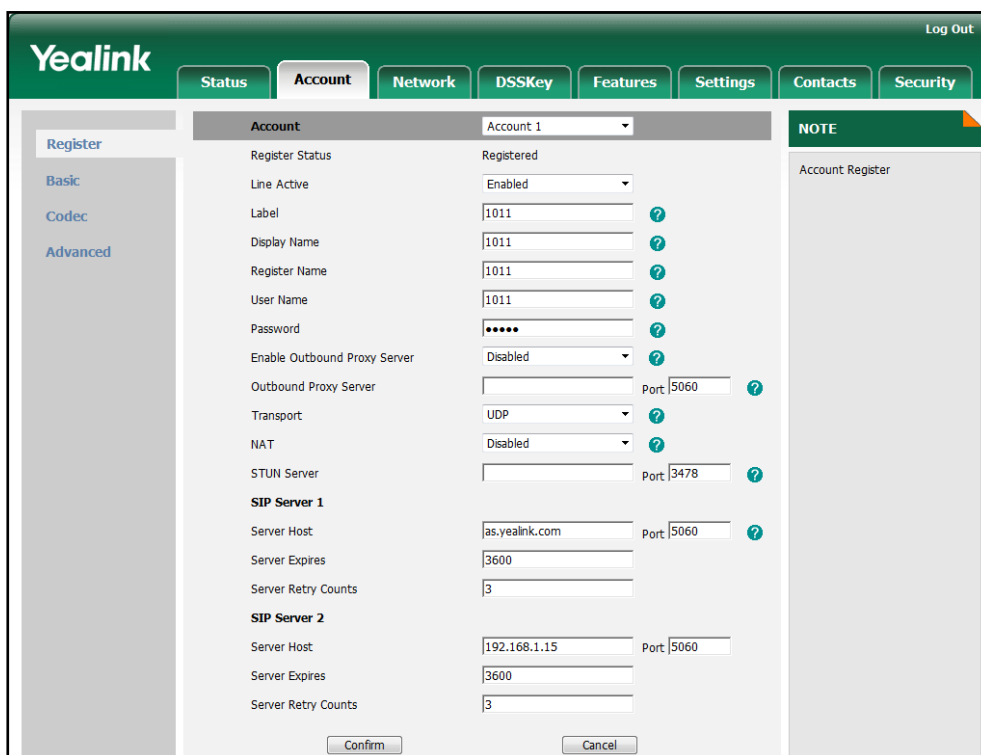 Log Out
Yealink
Status Account Network DSSKey Features Settings Contacts Security
Register
Basic
Codec
Advanced
Account Account 1
Register Status Registered
Line Active Enabled
Label 1011 ?
Display Name 1011 ?
Register Name 1011 ?
User Name 1011 ?
Password ••••• ?
Enable Outbound Proxy Server Disabled ?
Outbound Proxy Server Port 5060 ?
Transport UDP ?
NAT Disabled ?
STUN Server Port 3478 ?
SIP Server 1
Server Host as.yealink.com Port 5060 ?
Server Expires 3600
Server Retry Counts 3
SIP Server 2
Server Host 192.168.1.15 Port 5060
Server Expires 3600
Server Retry Counts 3
Confirm Cancel
NOTE
Account Register